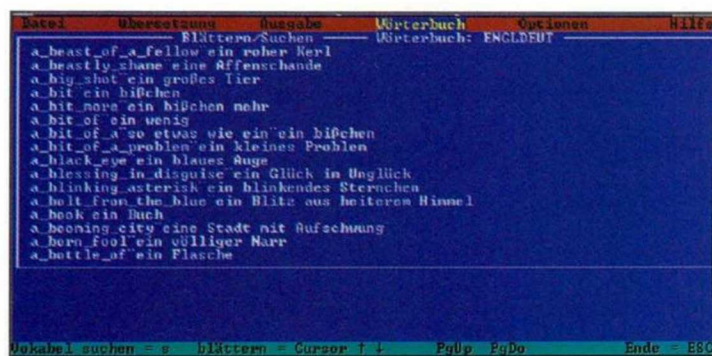 Datei Übersetzung Ausgabe Wörterbuch Optionen Hilfe
Blättern/Suchen Wörterbuch: ENGLDEUT
a_beast_of_a_fellow¨ein roher Kerl
a_beastly_shame¨eine Affenschande
a_big_shot¨ein großes Tier
a_bit¨ein bißchen
a_bit_more¨ein bißchen mehr
a_bit_of¨ein wenig
a_bit_of_a¨so etwas wie ein¨ein bißchen
a_bit_of_a_problem¨ein kleines Problem
a_black_eye¨ein blaues Auge
a_blessing_in_disguise¨ein Glück im Unglück
a_blinking_asterisk¨ein blinkendes Sternchen
a_bolt_from_the_blue¨ein Blitz aus heiterem Himmel
a_book¨ein Buch
a_booming_city¨eine Stadt mit Aufschwung
a_born_fool¨ein völliger Narr
a_bottle_of¨ein Flasche
Vokabel suchen = s blättern = Cursor ↑ ↓ PgUp PgDo Ende = ESC